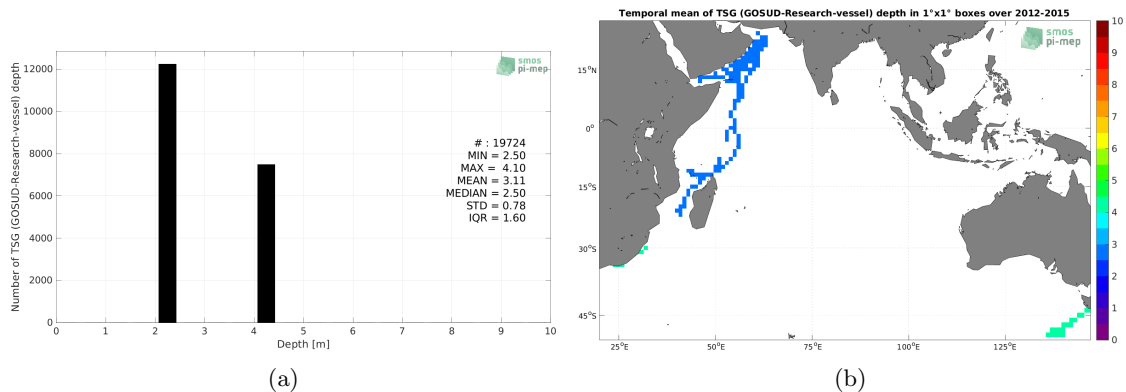 Number of TSG (GOSUD-Research-vessel) depth
12000
10000
8000
6000
4000
2000
0
0 1 2 3 4 5 6 7 8 9 10
Depth [m]
smos
pi-mep
# : 19724
MIN = 2.50
MAX = 4.10
MEAN = 3.11
MEDIAN = 2.50
STD = 0.78
IQR = 1.60
(a)
Temporal mean of TSG (GOSUD-Research-vessel) depth in 1°x1° boxes over 2012-2015
smos
pi-mep
15°N
0°
15°S
30°S
45°S
25°E 50°E 75°E 100°E 125°E
10
9
8
7
6
5
4
3
2
1
0
(b)